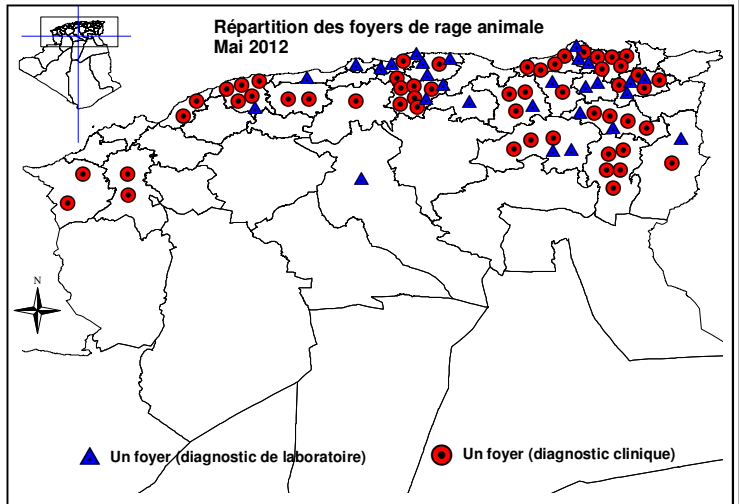 Répartition des foyers de rage animale
Mai 2012
N
Un foyer (diagnostic de laboratoire)
Un foyer (diagnostic clinique)